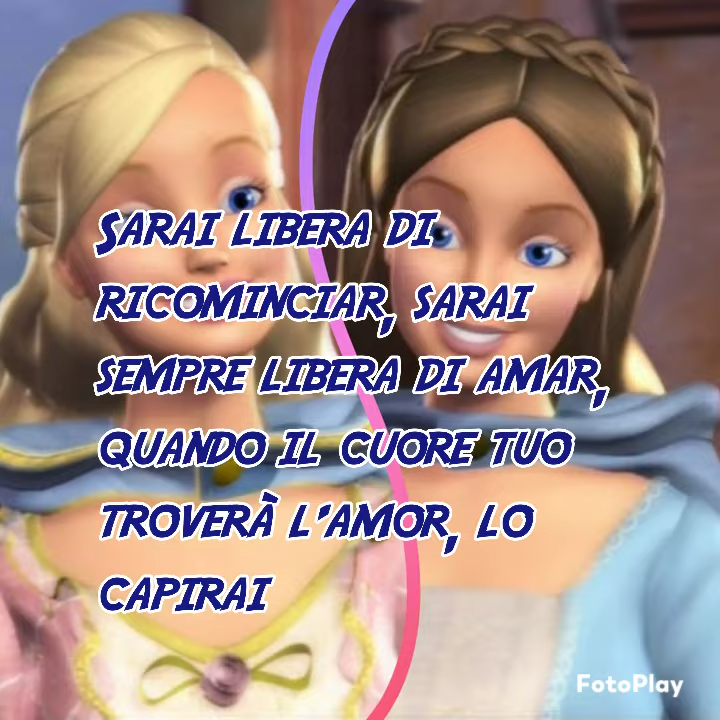 Sarai libera di
ricominciar, sarai
sempre libera di amar,
quando il cuore tuo
troverà l'amor, lo
capirai
FotoPlay